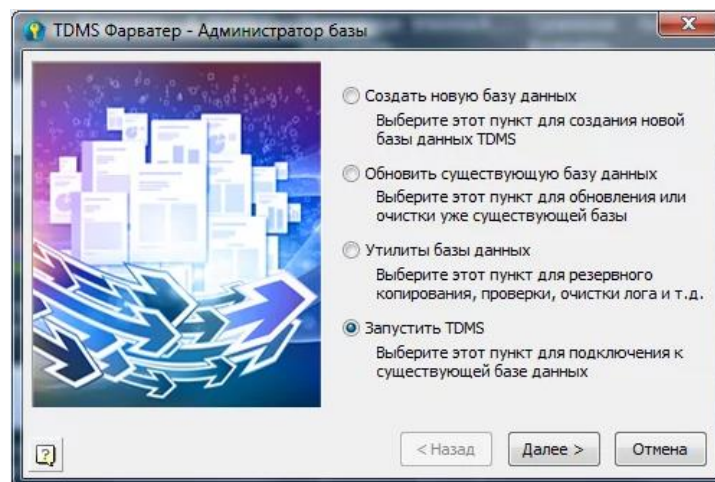 TDMS Фарватер - Администратор базы
Создать новую базу данных
Выберите этот пункт для создания новой
базы данных TDMS
Обновить существующую базу данных
Выберите этот пункт для обновления или
очистки уже существующей базы
Утилиты базы данных
Выберите этот пункт для резервного
копирования, проверки, очистки лога и т.д.
Запустить TDMS
Выберите этот пункт для подключения к
существующей базе данных
< Назад
Далее >
Отмена